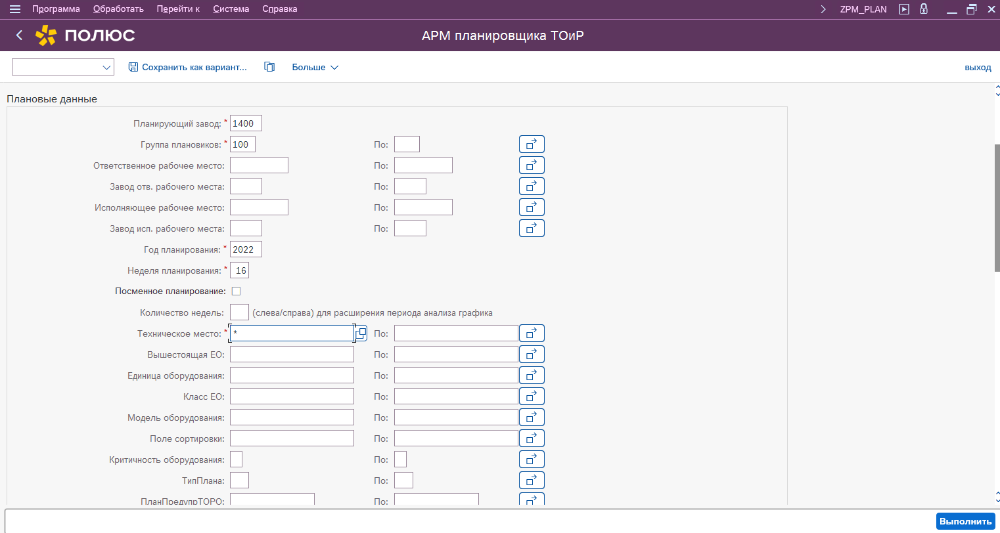 Программа Обработать Перейти к Система Справка ZPM_PLAN
ПОЛЮС АРМ планировщика ТОиР
Сохранить как вариант... Больше выход
Плановые данные
Планирующий завод: * 1400
Группа плановиков: * 100 По:
Ответственное рабочее место: По:
Завод отв. рабочего места: По:
Исполняющее рабочее место: По:
Завод исп. рабочего места: По:
Год планирования: * 2022
Неделя планирования: * 16
Посменное планирование:
Количество недель: (слева/справа) для расширения периода анализа графика
Техническое место: * * По:
Вышестоящая ЕО: По:
Единица оборудования: По:
Класс ЕО: По:
Модель оборудования: По:
Поле сортировки: По:
Критичность оборудования: По:
ТипПлана: По:
ПланПредупрТОРО: По:
Выполнить